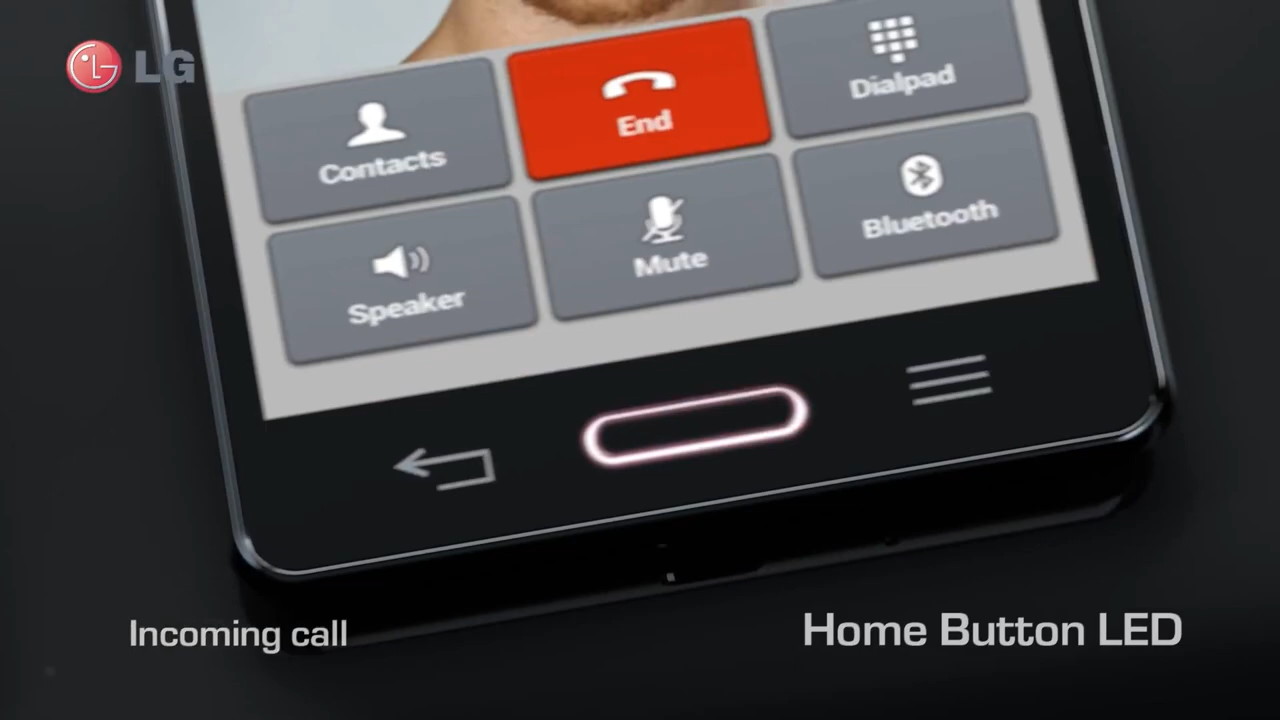 LG
Contacts
End
Dialpad
Speaker
Mute
Bluetooth
Incoming call
Home Button LED